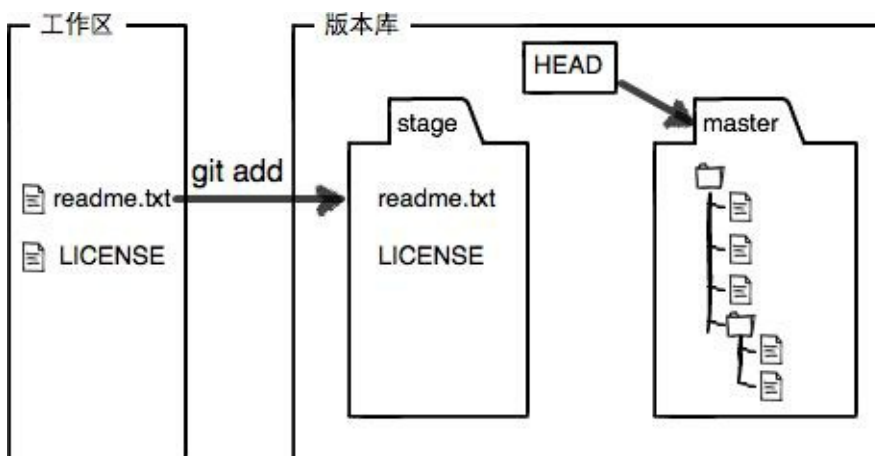 工作区
版本库
HEAD
stage
master
git add
readme.txt
readme.txt
LICENSE
LICENSE